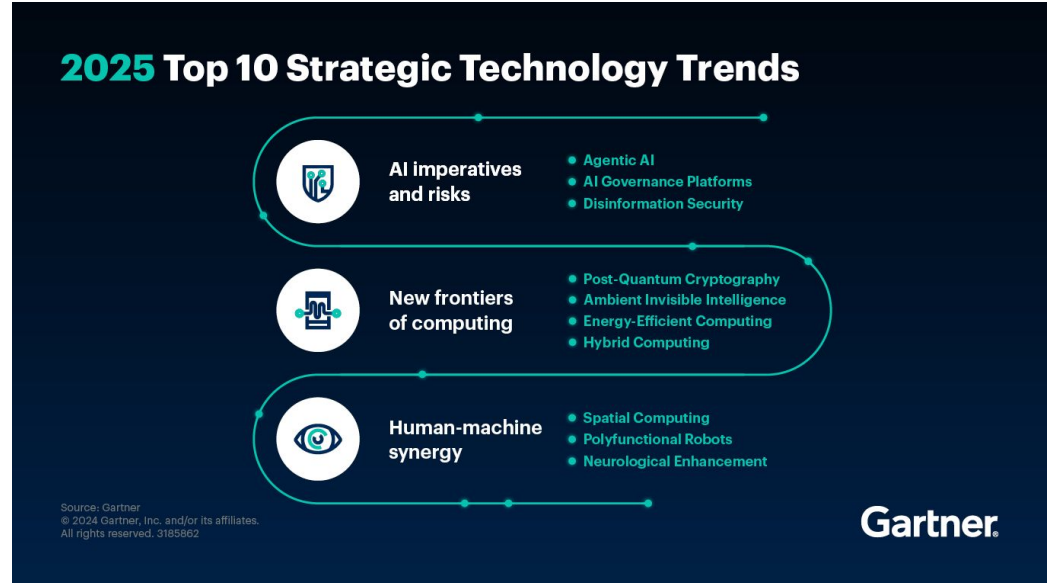 2025 Top 10 Strategic Technology Trends
AI imperatives
and risks
Agentic AI
AI Governance Platforms
Disinformation Security
New frontiers
of computing
Post-Quantum Cryptography
Ambient Invisible Intelligence
Energy-Efficient Computing
Hybrid Computing
Human-machine
synergy
Spatial Computing
Polyfunctional Robots
Neurological Enhancement
Source: Gartner
© 2024 Gartner, Inc. and/or its affiliates.
All rights reserved. 3185862
Gartner®